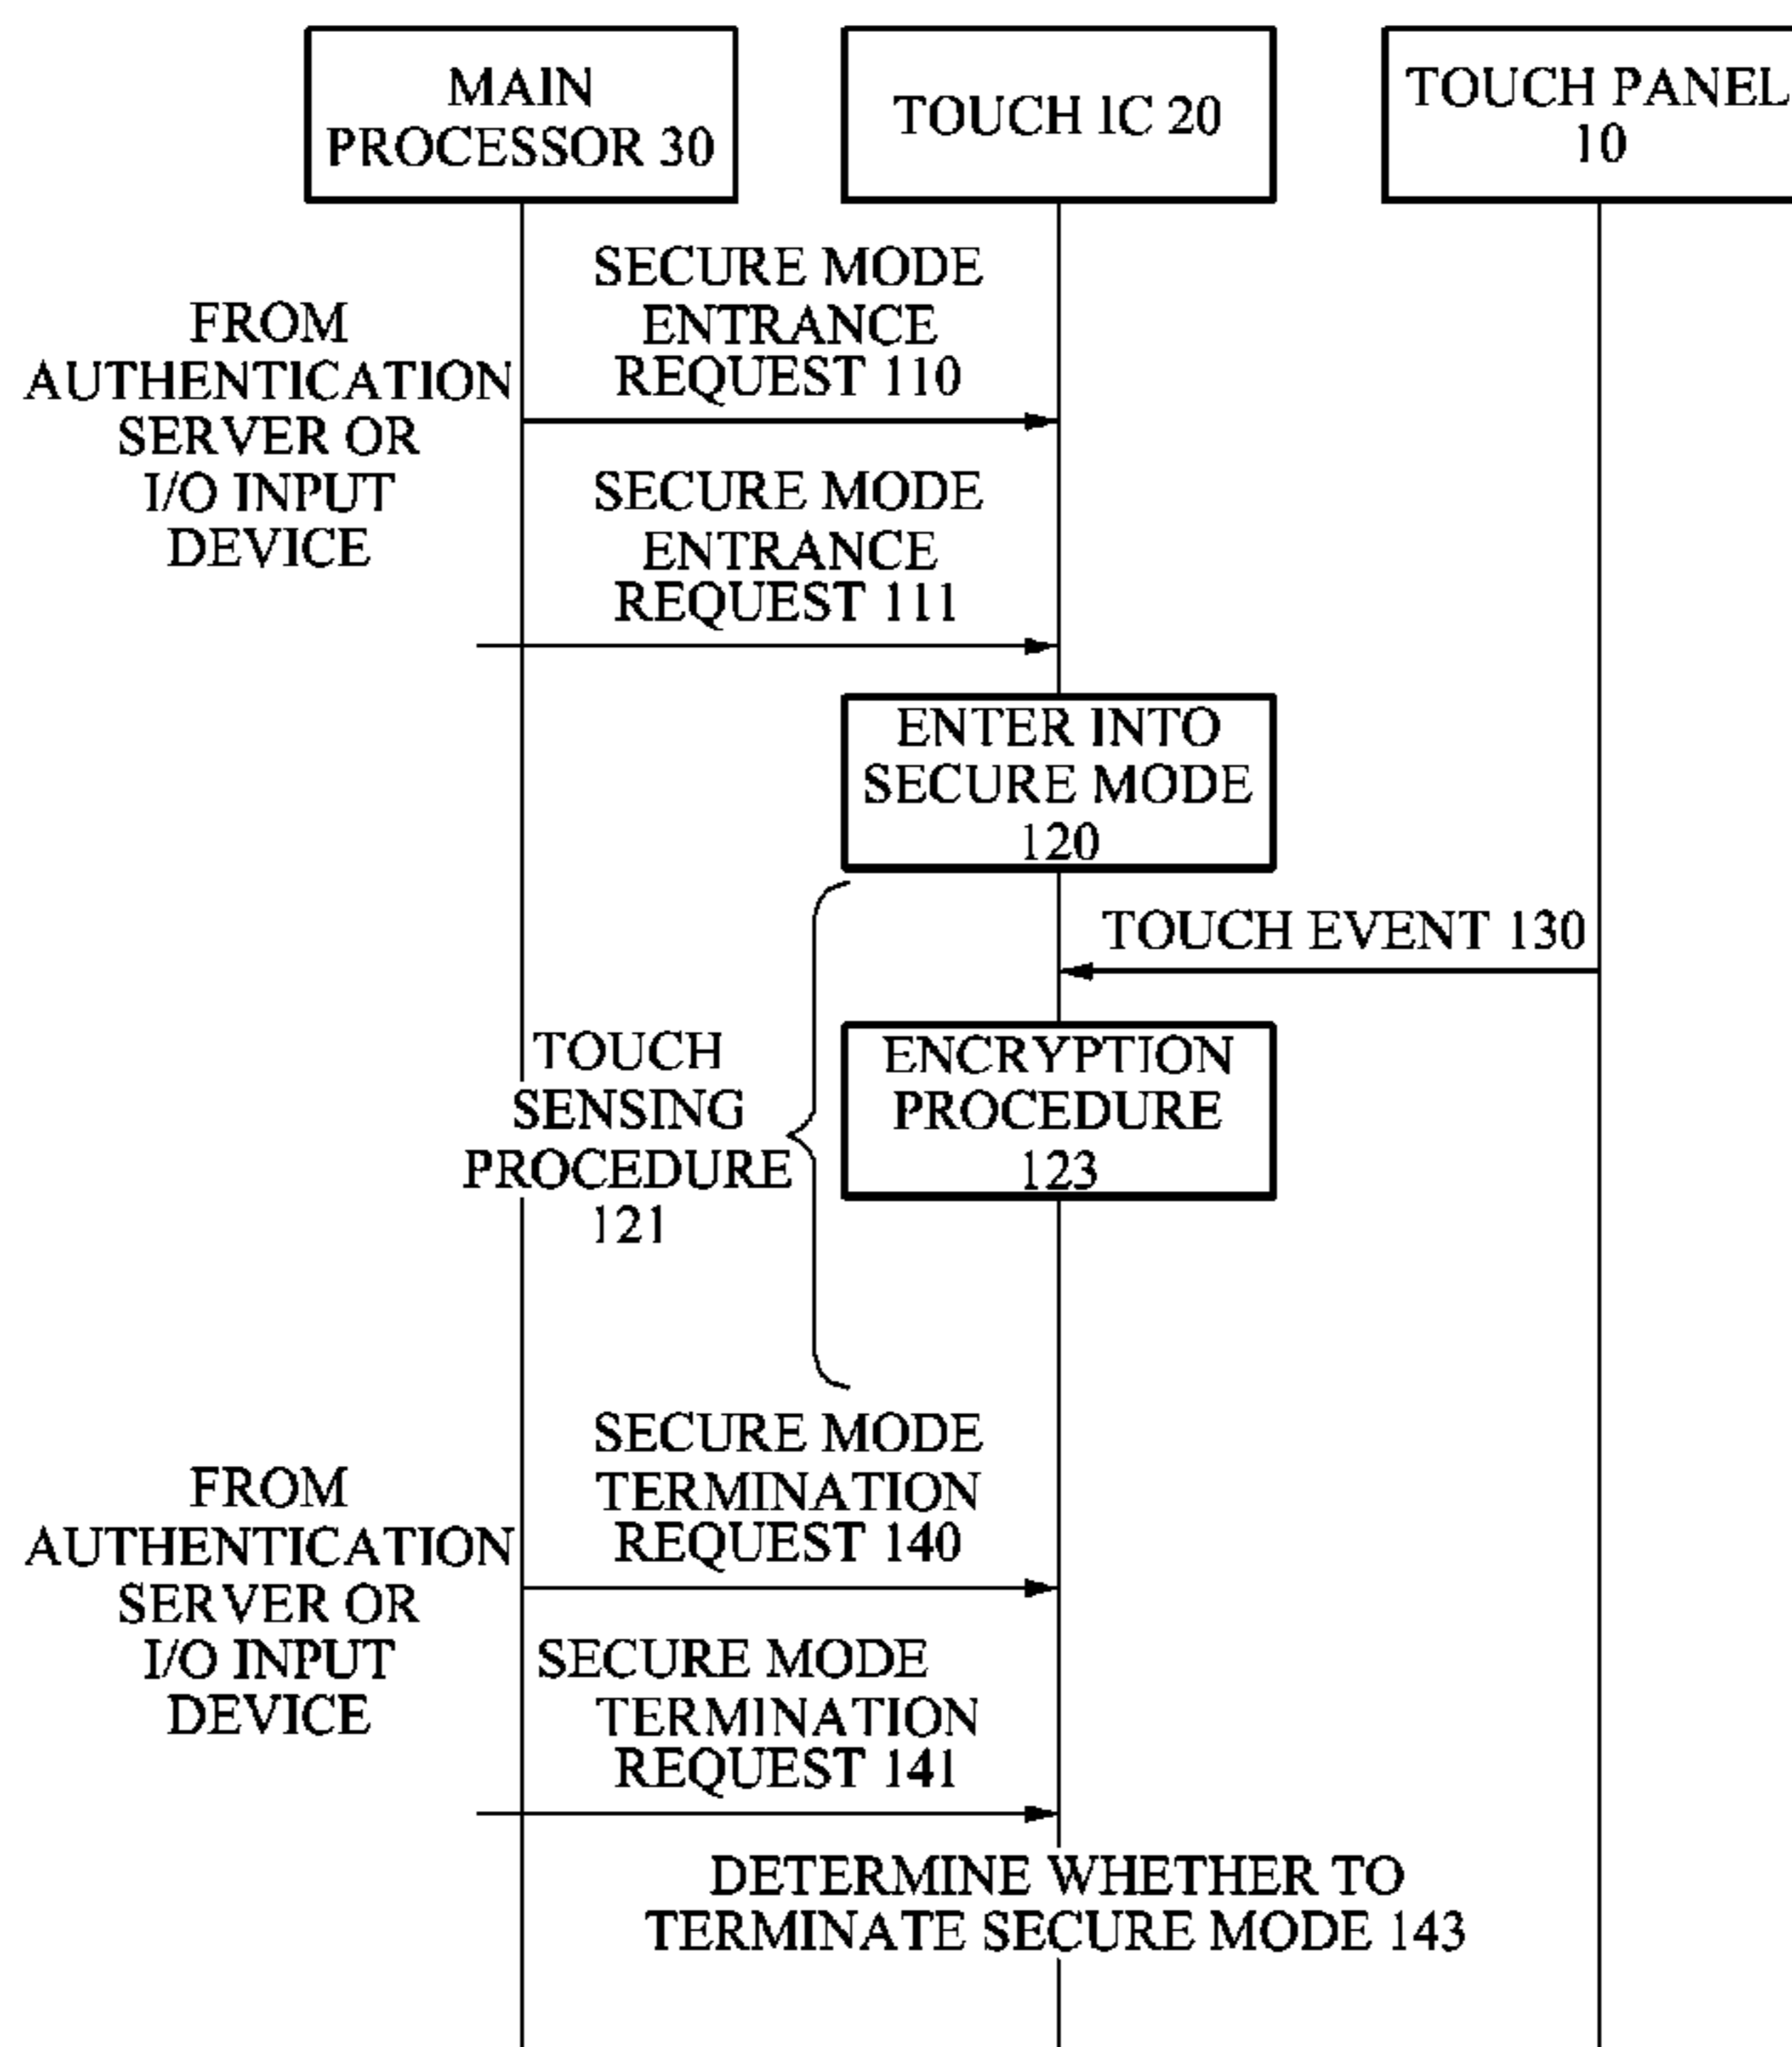 MAIN
PROCESSOR 30
TOUCH IC 20
TOUCH PANEL
10
SECURE MODE
ENTRANCE
REQUEST 110
FROM
AUTHENTICATION
SERVER OR
I/O INPUT
DEVICE
SECURE MODE
ENTRANCE
REQUEST 111
ENTER INTO
SECURE MODE
120
TOUCH EVENT 130
TOUCH
SENSING
PROCEDURE
121
ENCRYPTION
PROCEDURE
123
SECURE MODE
TERMINATION
REQUEST 140
FROM
AUTHENTICATION
SERVER OR
I/O INPUT
DEVICE
SECURE MODE
TERMINATION
REQUEST 141
DETERMINE WHETHER TO
TERMINATE SECURE MODE 143